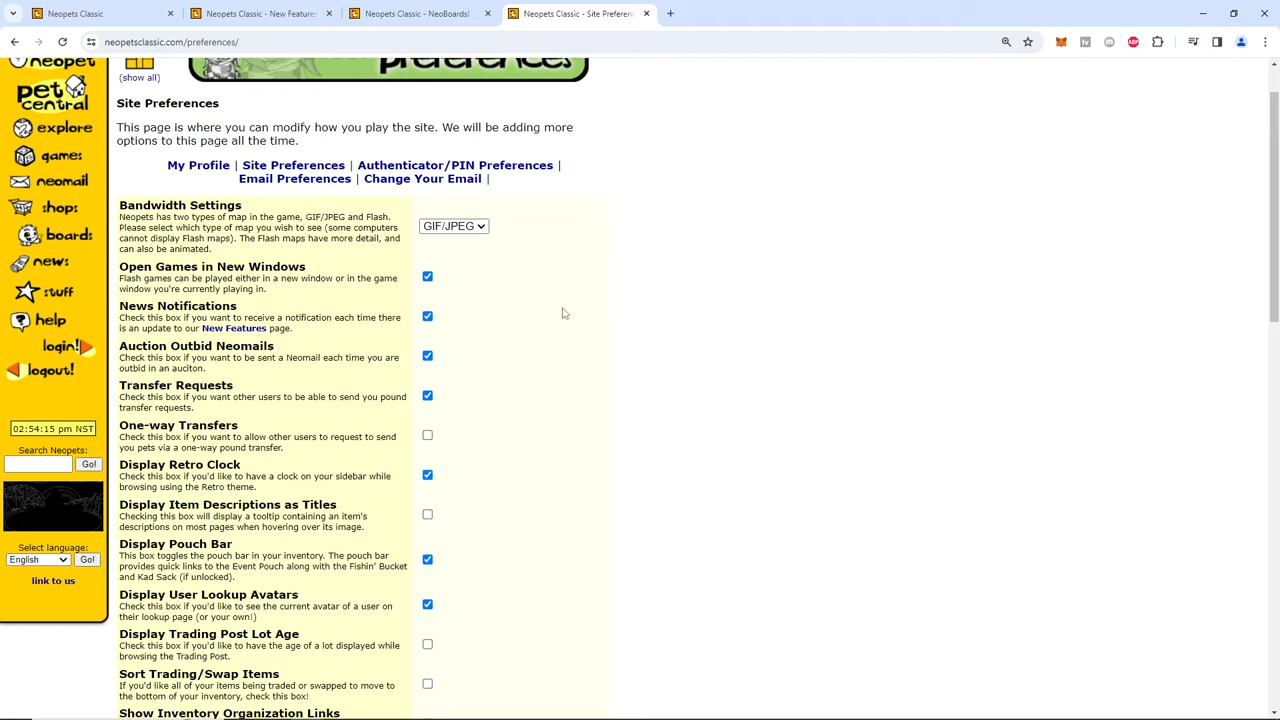 Neopets Classic
Neopets Classic - New Features
Neopets Classic - NeoBoards!
Neopets Classic - Site Preferen
neopetsclassic.com/preferences/
neopet
(show all)
preferences
pet central
explore
games
neomail
shops
boards
news
stuff
help
login!
logout!
02:54:15 pm NST
Search Neopets:
Go!
Select language:
English
Go!
link to us
Site Preferences
This page is where you can modify how you play the site. We will be adding more
options to this page all the time.
My Profile | Site Preferences | Authenticator/PIN Preferences |
Email Preferences | Change Your Email |
Bandwidth Settings
Neopets has two types of map in the game, GIF/JPEG and Flash.
Please select which type of map you wish to see (some computers
cannot display Flash maps). The Flash maps have more detail, and
can also be animated.
GIF/JPEG
Open Games in New Windows
Flash games can be played either in a new window or in the game
window you're currently playing in.
News Notifications
Check this box if you want to receive a notification each time there
is an update to our New Features page.
Auction Outbid Neomails
Check this box if you want to be sent a Neomail each time you are
outbid in an auciton.
Transfer Requests
Check this box if you want other users to be able to send you pound
transfer requests.
One-way Transfers
Check this box if you want to allow other users to request to send
you pets via a one-way pound transfer.
Display Retro Clock
Check this box if you'd like to have a clock on your sidebar while
browsing using the Retro theme.
Display Item Descriptions as Titles
Checking this box will display a tooltip containing an item's
descriptions on most pages when hovering over its image.
Display Pouch Bar
This box toggles the pouch bar in your inventory. The pouch bar
provides quick links to the Event Pouch along with the Fishin' Bucket
and Kad Sack (if unlocked).
Display User Lookup Avatars
Check this box if you'd like to see the current avatar of a user on
their lookup page (or your own!)
Display Trading Post Lot Age
Check this box if you'd like to have the age of a lot displayed while
browsing the Trading Post.
Sort Trading/Swap Items
If you'd like all of your items being traded or swapped to move to
the bottom of your inventory, check this box!
Show Inventory Organization Links